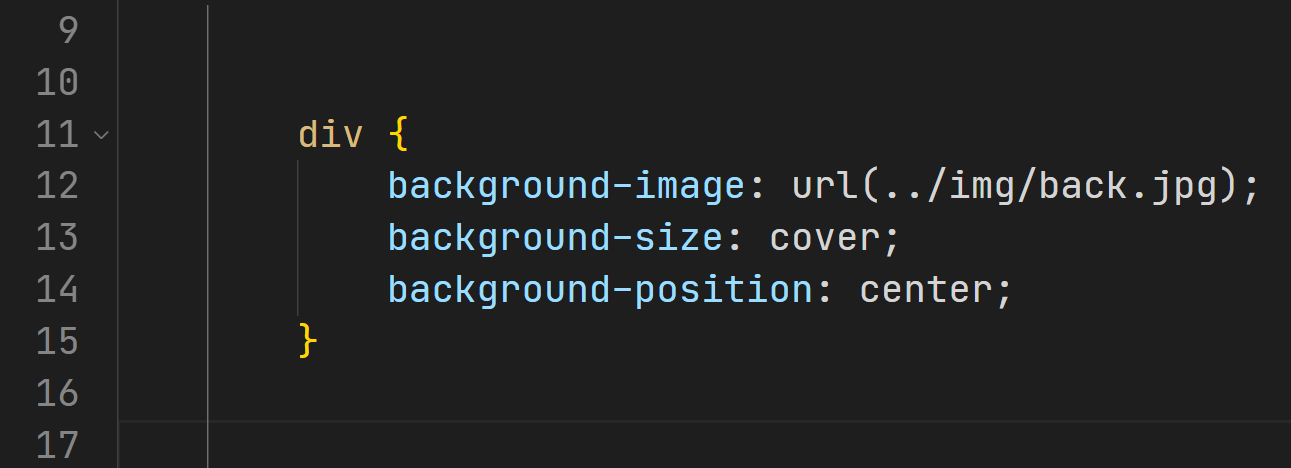 9
10
11 div {
12 background-image: url(../img/back.jpg);
13 background-size: cover;
14 background-position: center;
15 }
16
17